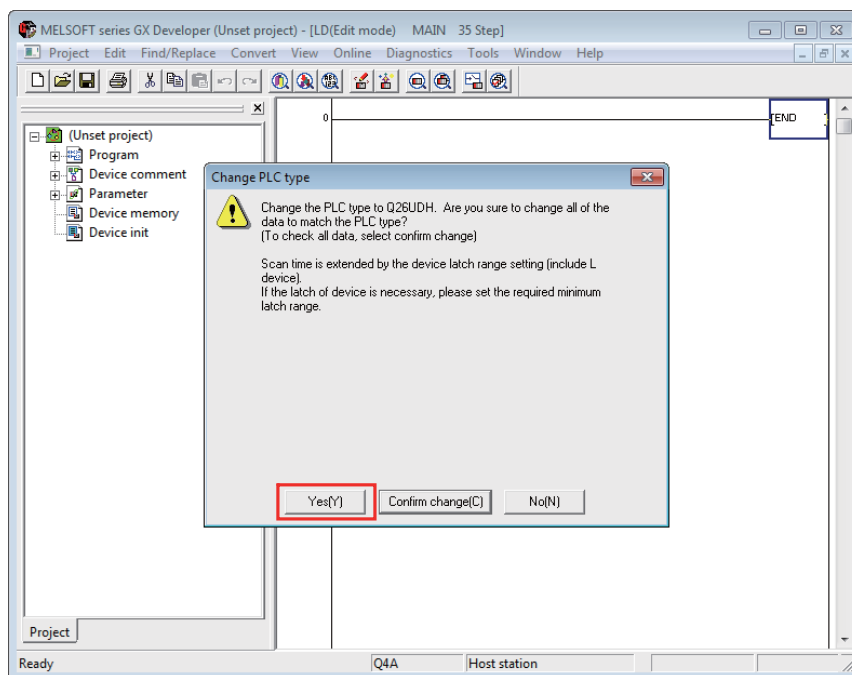 MELSOFT series GX Developer (Unset project) - [LD(Edit mode) MAIN 35 Step]
Project Edit Find/Replace Convert View Online Diagnostics Tools Window Help
0
END
(Unset project)
Program
Device comment
Parameter
Device memory
Device init
Change PLC type
Change the PLC type to Q26UDH. Are you sure to change all of the
data to match the PLC type?
(To check all data, select confirm change)
Scan time is extended by the device latch range setting (include L
device).
If the latch of device is necessary, please set the required minimum
latch range.
Yes(Y) Confirm change(C) No(N)
Project
Ready Q4A Host station